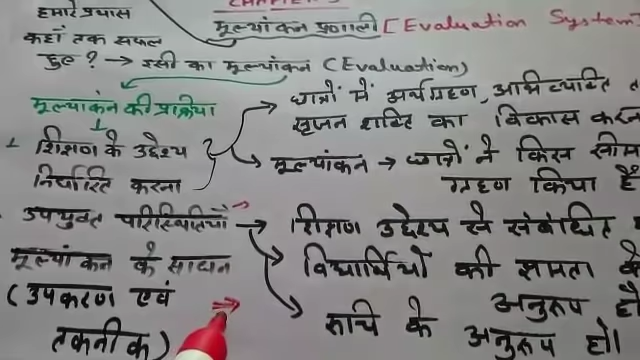 मूल्यांकन प्रणाली [Evaluation System
हमारे प्रयास
कहाँ तक सफल
हुए ? → इसी का मूल्यांकन (Evaluation)
मूल्यांकन की प्रक्रिया
शिक्षण के उद्देश्य
निर्धारित करना
→ छात्रों में अर्थग्रहण, अभिव्यक्ति
सृजन शक्ति का विकास करन
→ मूल्यांकन → छात्रों ने किस सीम
ग्रहण किया है
उपयुक्त परिस्थितियाँ
→ शिक्षण उद्देश्य से संबंधित
मूल्यांकन के साधन
(उपकरण एवं
तकनीक)
→ विद्यार्थियों की क्षमता के
अनुरूप हो
→ रूचि के अनुरूप हो।